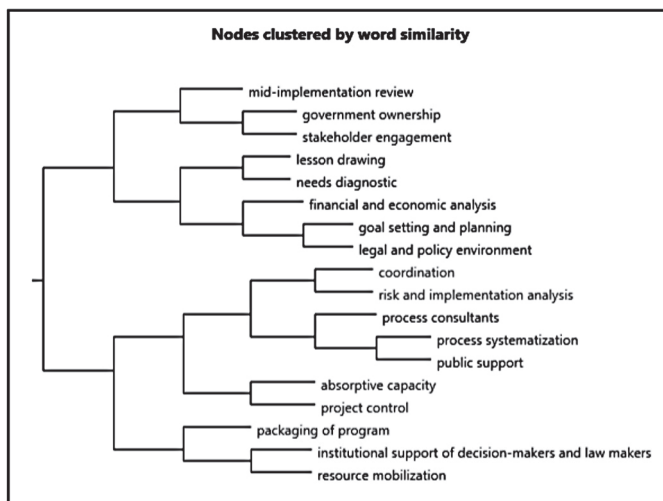 Nodes clustered by word similarity
mid-implementation review
government ownership
stakeholder engagement
lesson drawing
needs diagnostic
financial and economic analysis
goal setting and planning
legal and policy environment
coordination
risk and implementation analysis
process consultants
process systematization
public support
absorptive capacity
project control
packaging of program
institutional support of decision-makers and law makers
resource mobilization